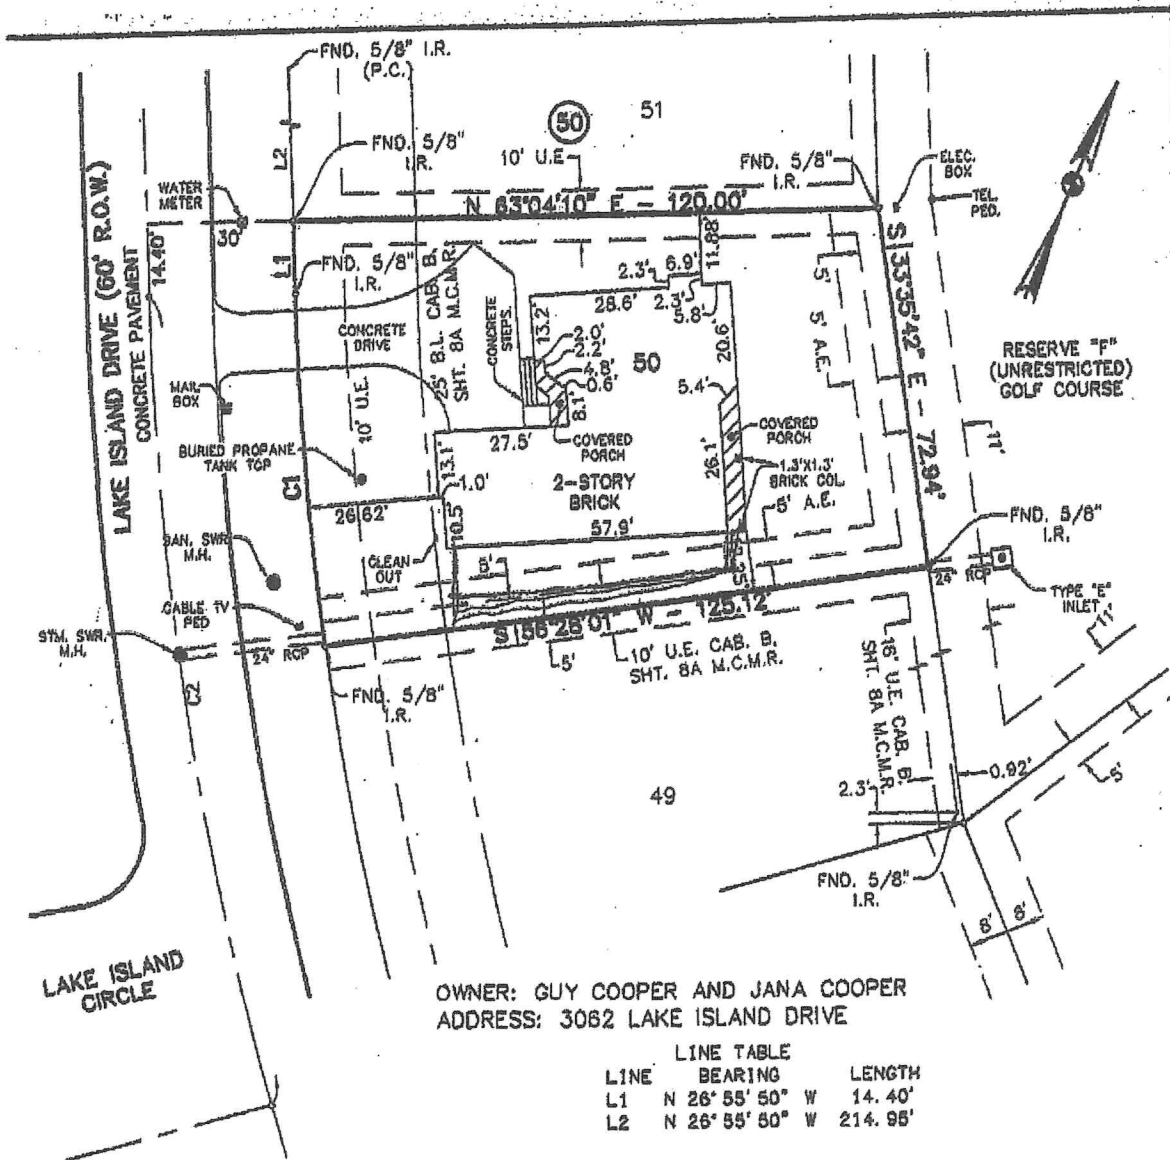 FND. 5/8" I.R.
(P.C.)
51
50
FND. 5/8"
I.R.
10' U.E
FND. 5/8"
I.R.
ELEC.
BOX
L2
WATER
METER
TEL.
PED.
N 63°04'10" E - 120.00'
30'
14.40'
L1
FND. 5/8"
I.R.
11.88'
6.9'
2.3'
2.3'
28.6'
5.8'
5'
5' A.E.
S 33°35'42" E - 72.94'
LAKE ISLAND DRIVE (60' R.O.W.)
CONCRETE PAVEMENT
CONCRETE
DRIVE
25' B.L. CAB. B.
SHT. 8A M.C.M.R.
CONCRETE
STEPS.
13.2'
2.0'
2.2'
4.8'
0.6'
8.1'
50
20.6'
RESERVE "F"
(UNRESTRICTED)
GOLF COURSE
MAIL
BOX
10' U.E.
5.4'
BURIED PROPANE
TANK TOP
27.5'
COVERED
PORCH
COVERED
PORCH
11'
13.1'
1.0'
2-STORY
BRICK
26.1'
1.3'X1.3'
BRICK COL.
C1
26.62'
10.5'
57.9'
5' A.E.
FND. 5/8"
I.R.
SAN. SWR.
M.H.
CLEAN
OUT
5'
24" RCP
TYPE "E"
INLET
CABLE TV
PED
STM. SWR.
M.H.
24" RCP
S 56°26'01" W - 125.12'
5'
10' U.E. CAB. B.
SHT. 8A M.C.M.R.
16' U.E. CAB. B.
SHT. 8A M.C.M.R.
11'
C2
FND. 5/8"
I.R.
49
2.3'
0.92'
5'
FND. 5/8"
I.R.
8' 8'
LAKE ISLAND
CIRCLE
OWNER: GUY COOPER AND JANA COOPER
ADDRESS: 3062 LAKE ISLAND DRIVE
LINE TABLE
LINE BEARING LENGTH
L1 N 26° 55' 50" W 14.40'
L2 N 26° 55' 50" W 214.95'